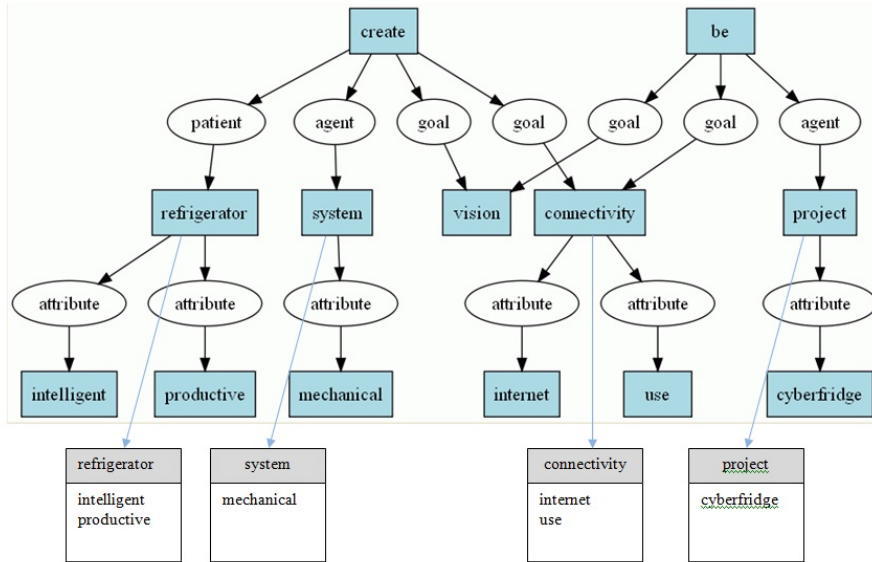 create
be
patient
agent
goal
goal
goal
goal
agent
refrigerator
system
vision
connectivity
project
attribute
attribute
attribute
attribute
attribute
attribute
intelligent
productive
mechanical
internet
use
cyberfridge
refrigerator
intelligent
productive
system
mechanical
connectivity
internet
use
project
cyberfridge